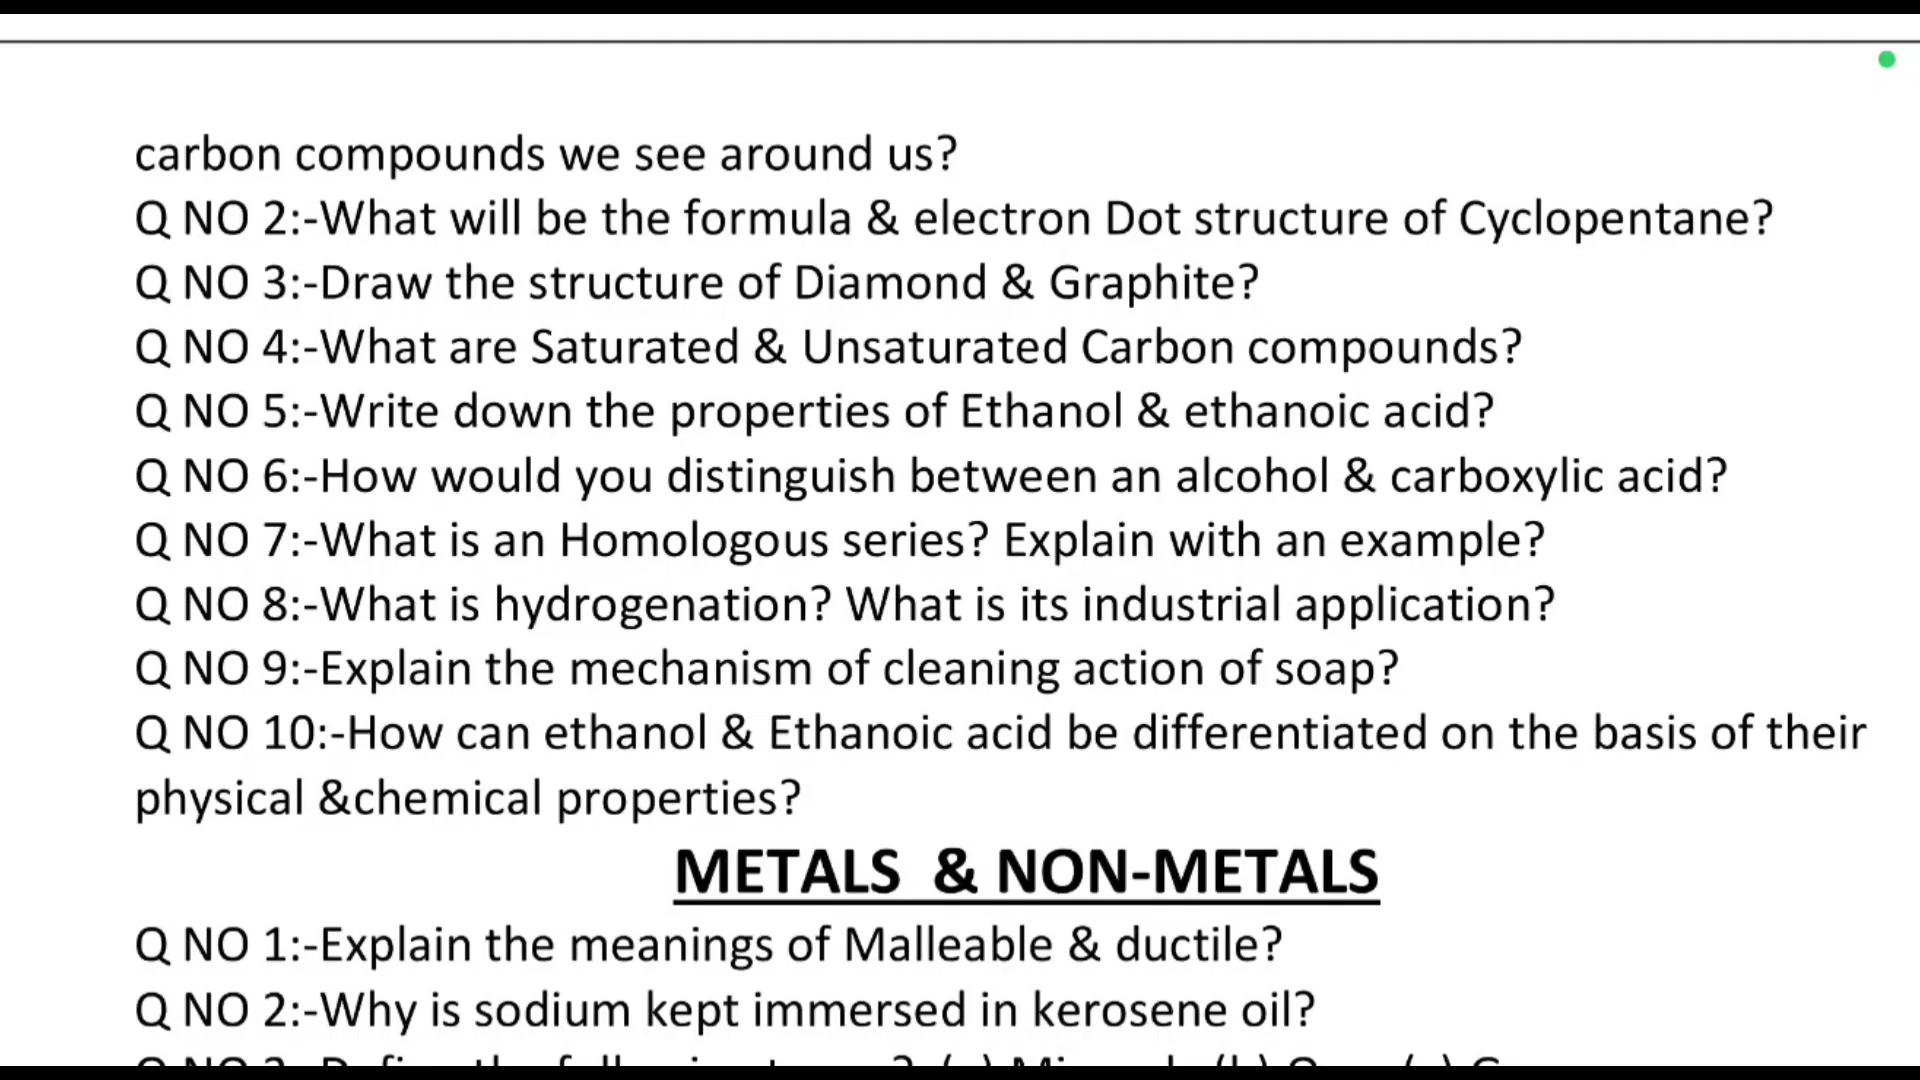 carbon compounds we see around us?
Q NO 2:-What will be the formula & electron Dot structure of Cyclopentane?
Q NO 3:-Draw the structure of Diamond & Graphite?
Q NO 4:-What are Saturated & Unsaturated Carbon compounds?
Q NO 5:-Write down the properties of Ethanol & ethanoic acid?
Q NO 6:-How would you distinguish between an alcohol & carboxylic acid?
Q NO 7:-What is an Homologous series? Explain with an example?
Q NO 8:-What is hydrogenation? What is its industrial application?
Q NO 9:-Explain the mechanism of cleaning action of soap?
Q NO 10:-How can ethanol & Ethanoic acid be differentiated on the basis of their
physical &chemical properties?
METALS & NON-METALS
Q NO 1:-Explain the meanings of Malleable & ductile?
Q NO 2:-Why is sodium kept immersed in kerosene oil?